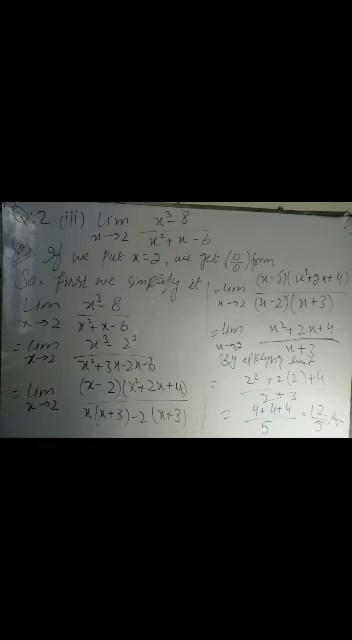 Q:2 (iii) Lim x³-8
x→2 x²+x-6
Sol: If we put x=2, we get (0/0) form
So, first we simplify it
Lim x³-8
x→2 x²+x-6
= Lim x³-2³
x→2 x²+3x-2x-6
= Lim (x-2)(x²+2x+4)
x→2 x(x+3)-2(x+3)
= Lim (x-2)(x²+2x+4)
x→2 (x-2)(x+3)
= Lim x²+2x+4
x→2 x+3
By applying limit
= 2²+2(2)+4
2+3
= 4+4+4 = 12
5 5